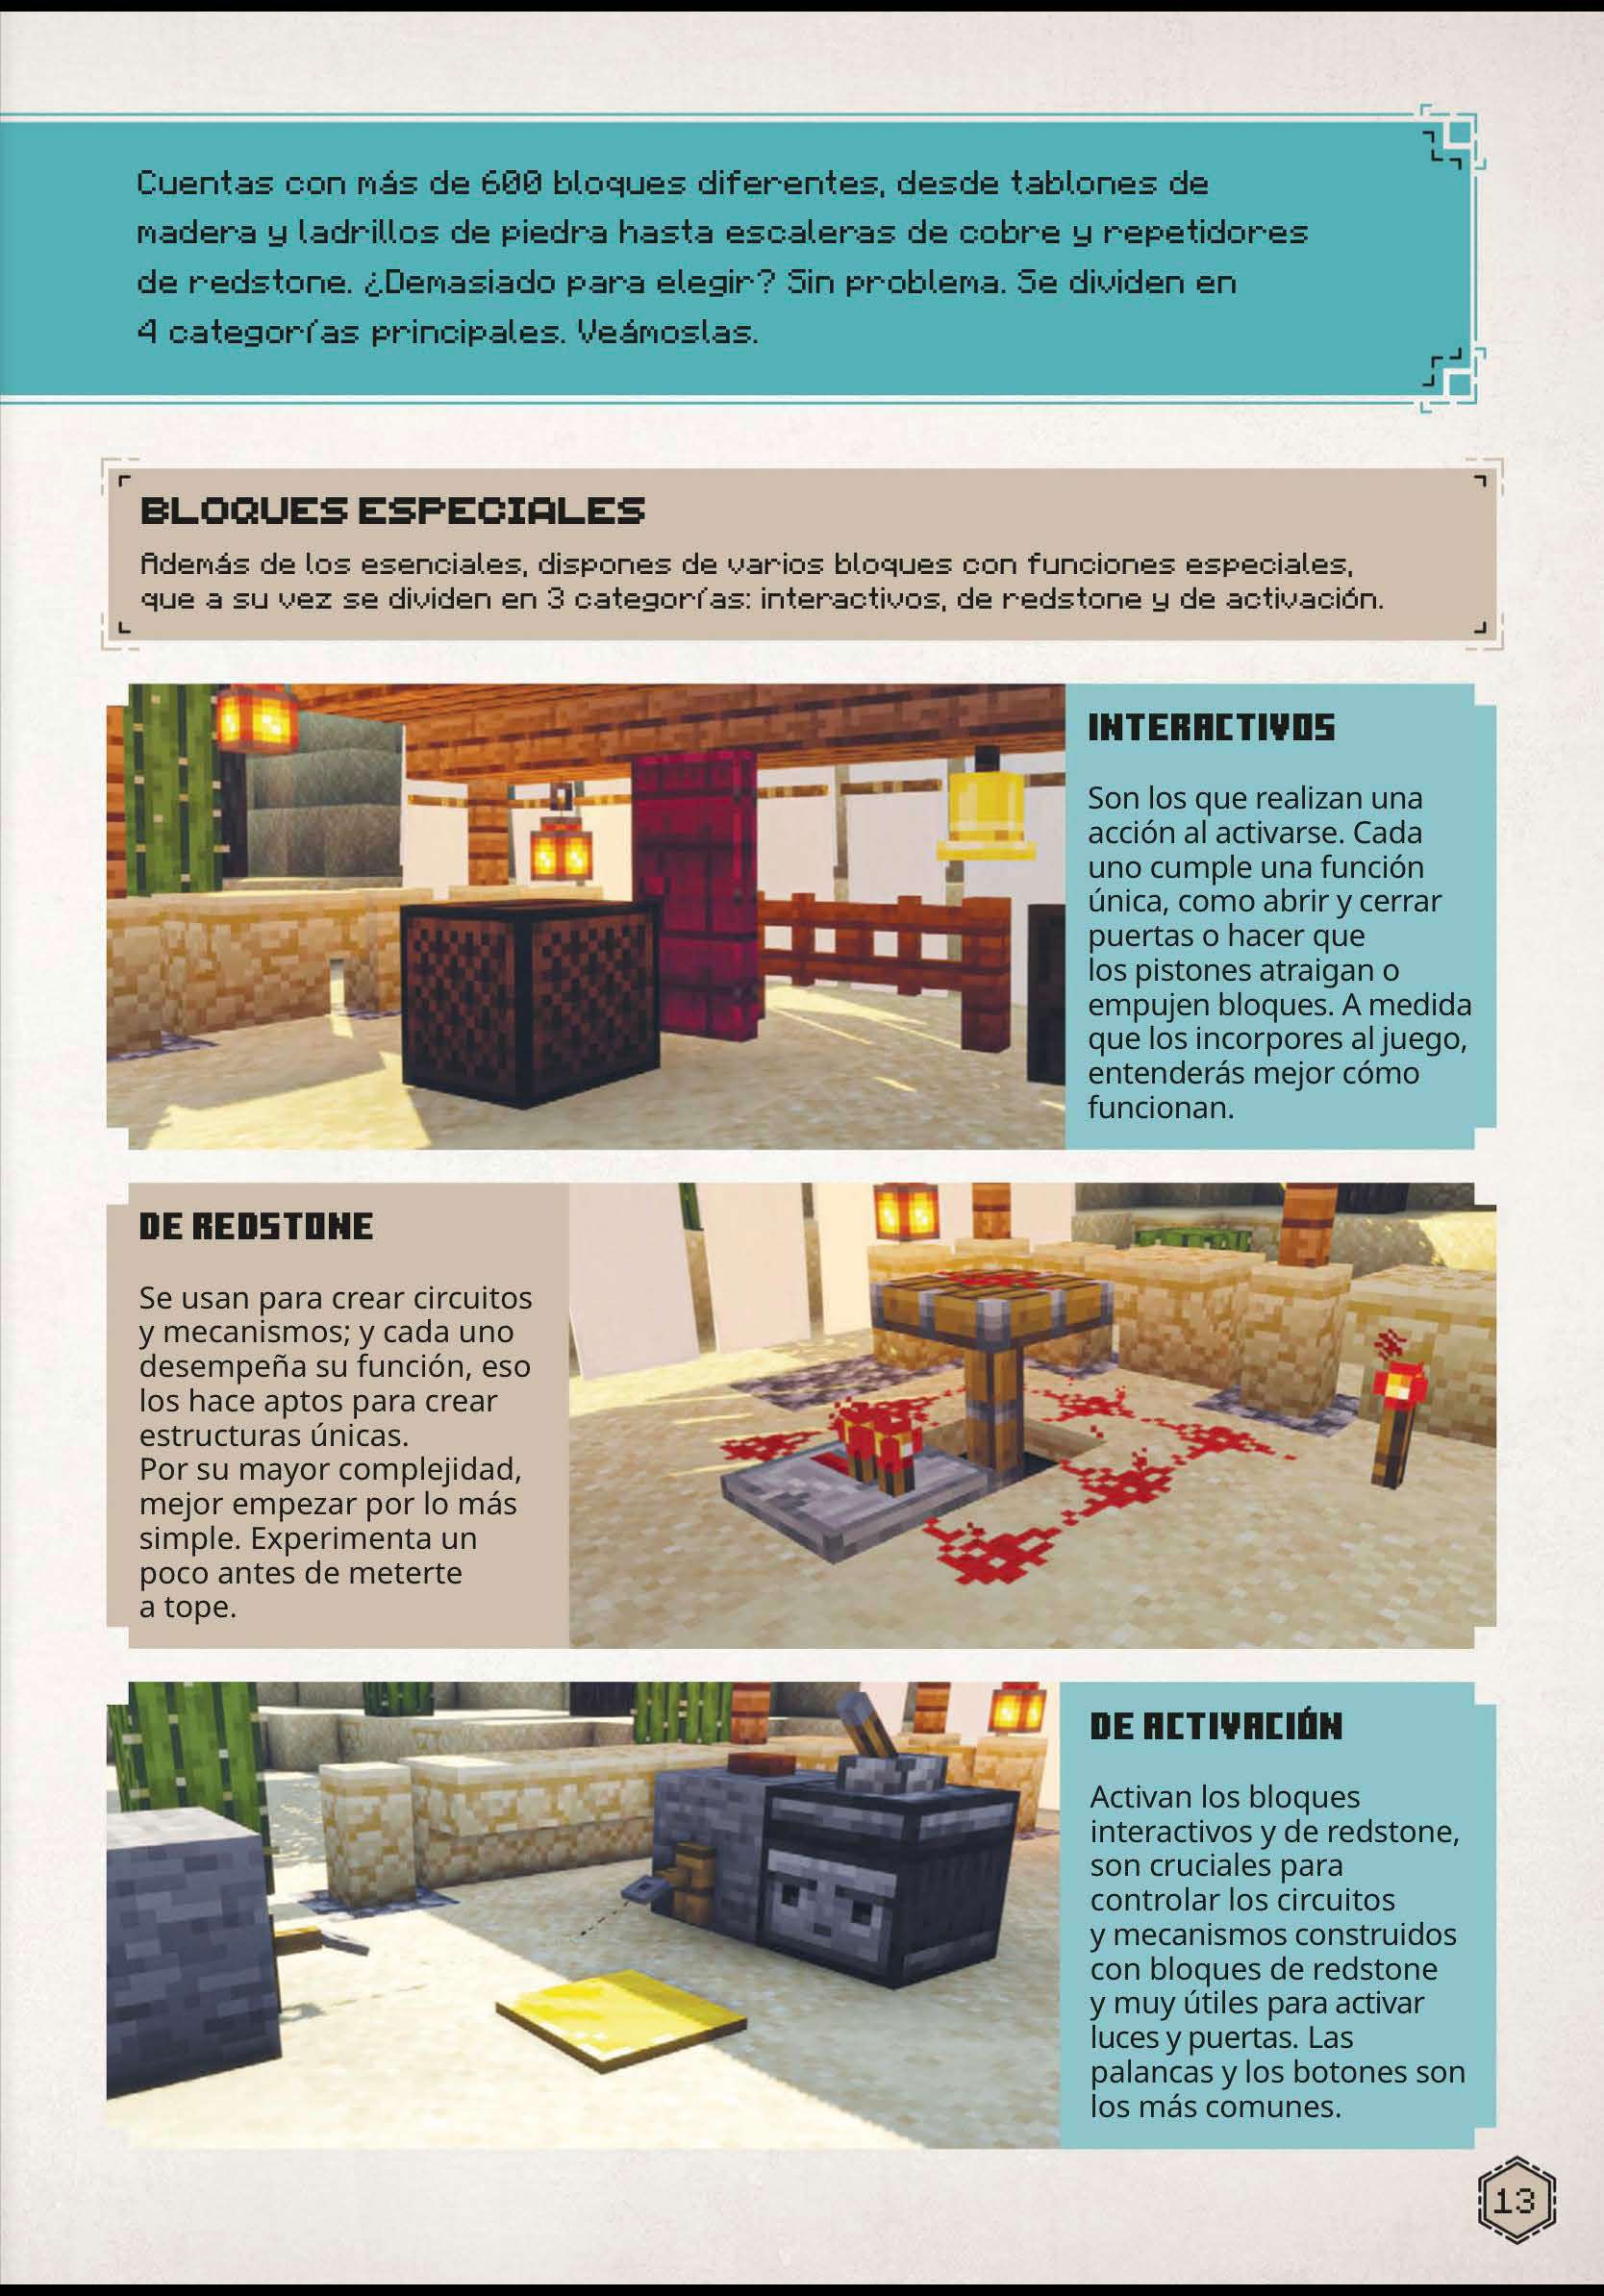 Cuentas con más de 600 bloques diferentes, desde tablones de
madera y ladrillos de piedra hasta escaleras de cobre y repetidores
de redstone. ¿Demasiado para elegir? Sin problema. Se dividen en
4 categorías principales. Veámoslas.
BLOQUES ESPECIALES
Además de los esenciales, dispones de varios bloques con funciones especiales,
que a su vez se dividen en 3 categorías: interactivos, de redstone y de activación.
INTERACTIVOS
Son los que realizan una
acción al activarse. Cada
uno cumple una función
única, como abrir y cerrar
puertas o hacer que
los pistones atraigan o
empujen bloques. A medida
que los incorpores al juego,
entenderás mejor cómo
funcionan.
DE REDSTONE
Se usan para crear circuitos
y mecanismos; y cada uno
desempeña su función, eso
los hace aptos para crear
estructuras únicas.
Por su mayor complejidad,
mejor empezar por lo más
simple. Experimenta un
poco antes de meterte
a tope.
DE ACTIVACIÓN
Activan los bloques
interactivos y de redstone,
son cruciales para
controlar los circuitos
y mecanismos construidos
con bloques de redstone
y muy útiles para activar
luces y puertas. Las
palancas y los botones son
los más comunes.
13